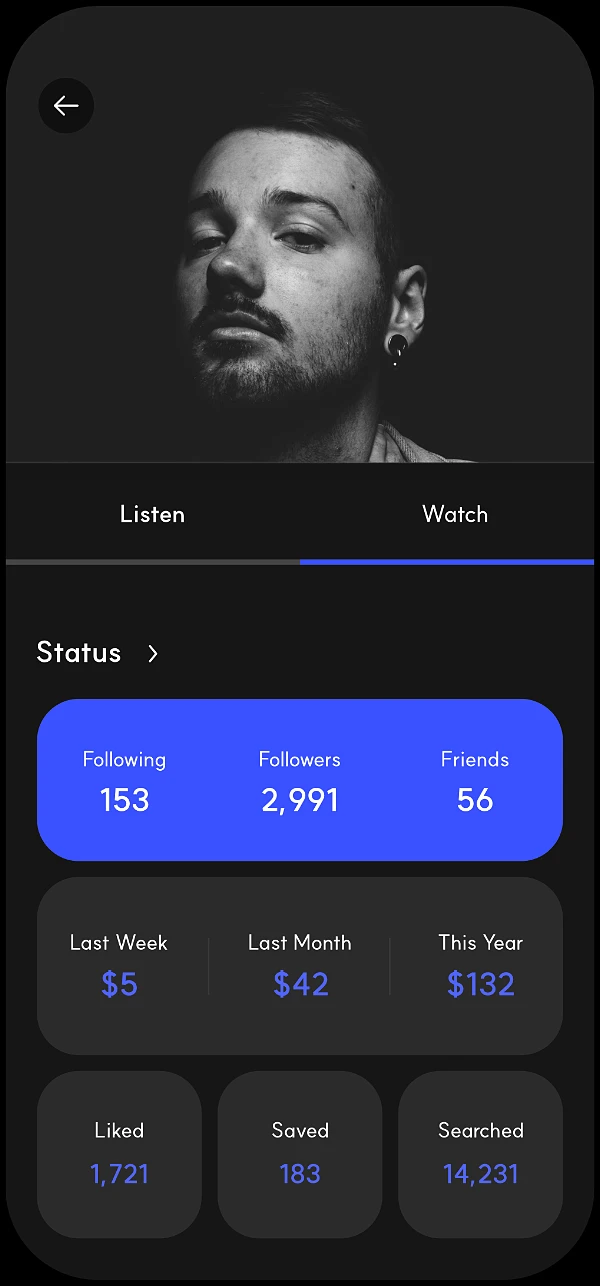 Listen Watch
Status
Following Followers Friends
153 2,991 56
Last Week Last Month This Year
$5 $42 $132
Liked Saved Searched
1,721 183 14,231